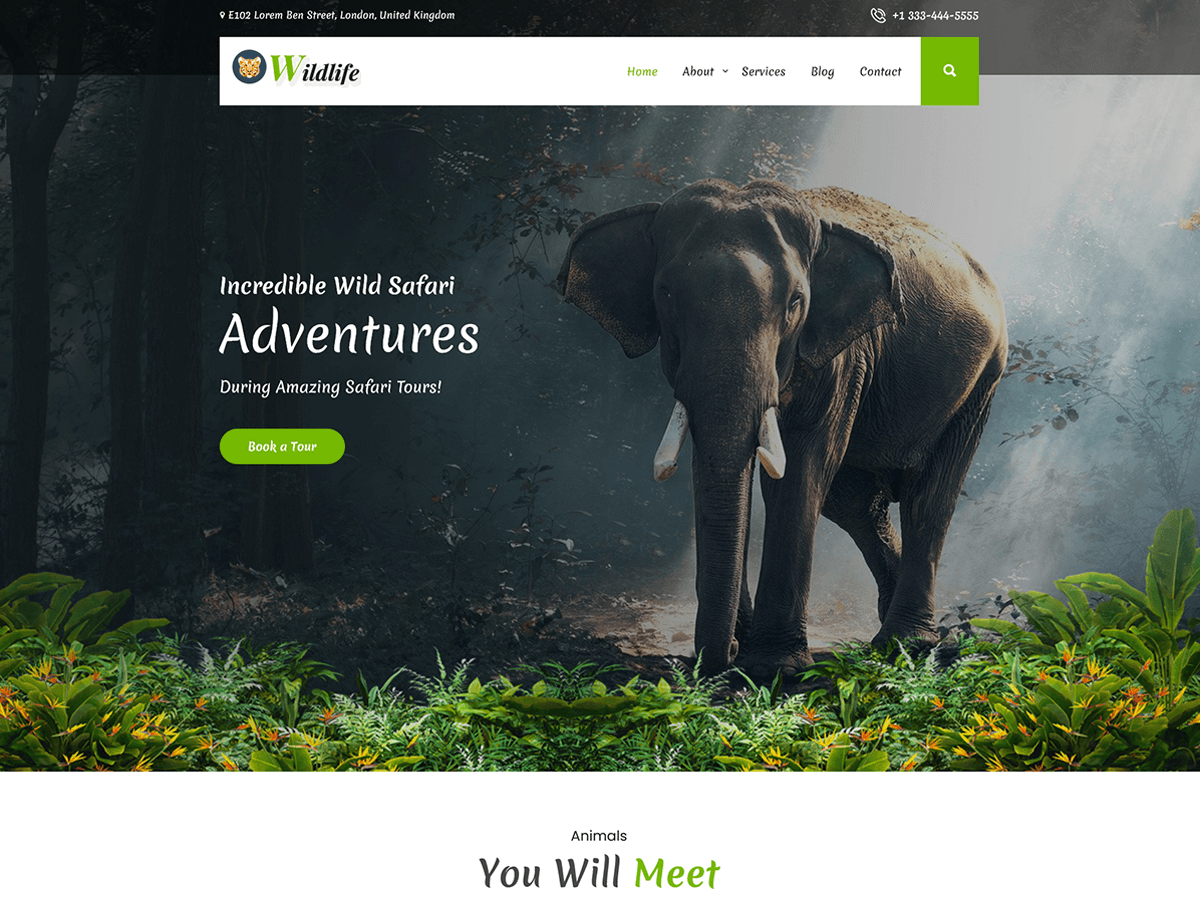 E102 Lorem Ben Street, London, United Kingdom
+1 333-444-5555
Wildlife
Home About Services Blog Contact
Incredible Wild Safari
Adventures
During Amazing Safari Tours!
Book a Tour
Animals
You Will Meet